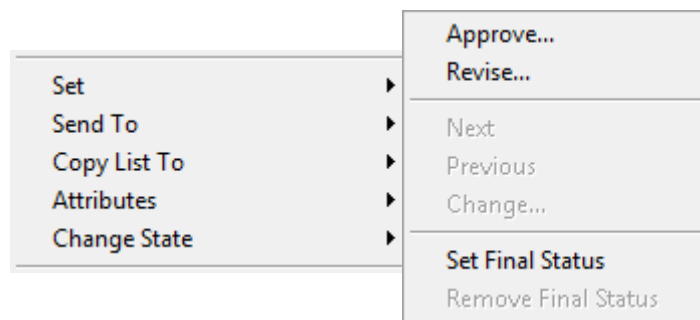 Set
Send To
Copy List To
Attributes
Change State
Approve...
Revise...
Next
Previous
Change...
Set Final Status
Remove Final Status